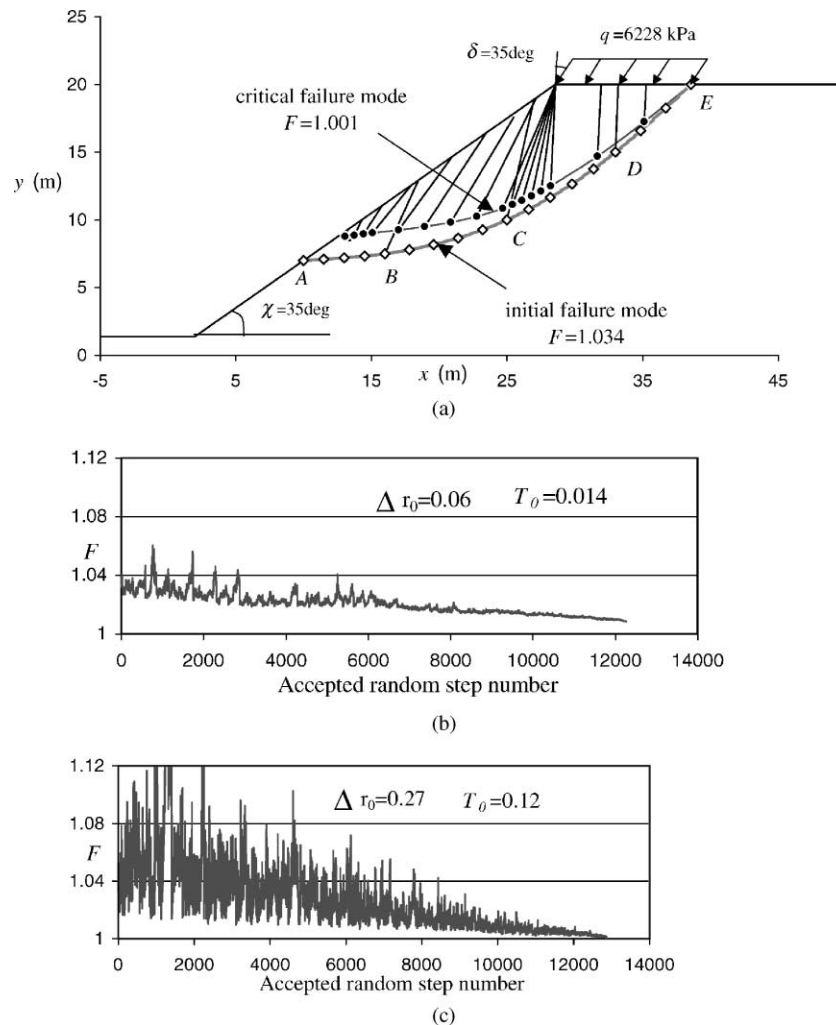 q=6228 kPa
δ=35deg
25
20
15
10
5
0
y (m)
critical failure mode
F=1.001
E
D
C
B
A
χ=35deg
initial failure mode
F=1.034
-5 5 15 25 35 45
x (m)
(a)
1.12
1.08
1.04
1
F
Δ r0=0.06 T0=0.014
0 2000 4000 6000 8000 10000 12000 14000
Accepted random step number
(b)
1.12
1.08
1.04
1
F
Δ r0=0.27 T0=0.12
0 2000 4000 6000 8000 10000 12000 14000
Accepted random step number
(c)